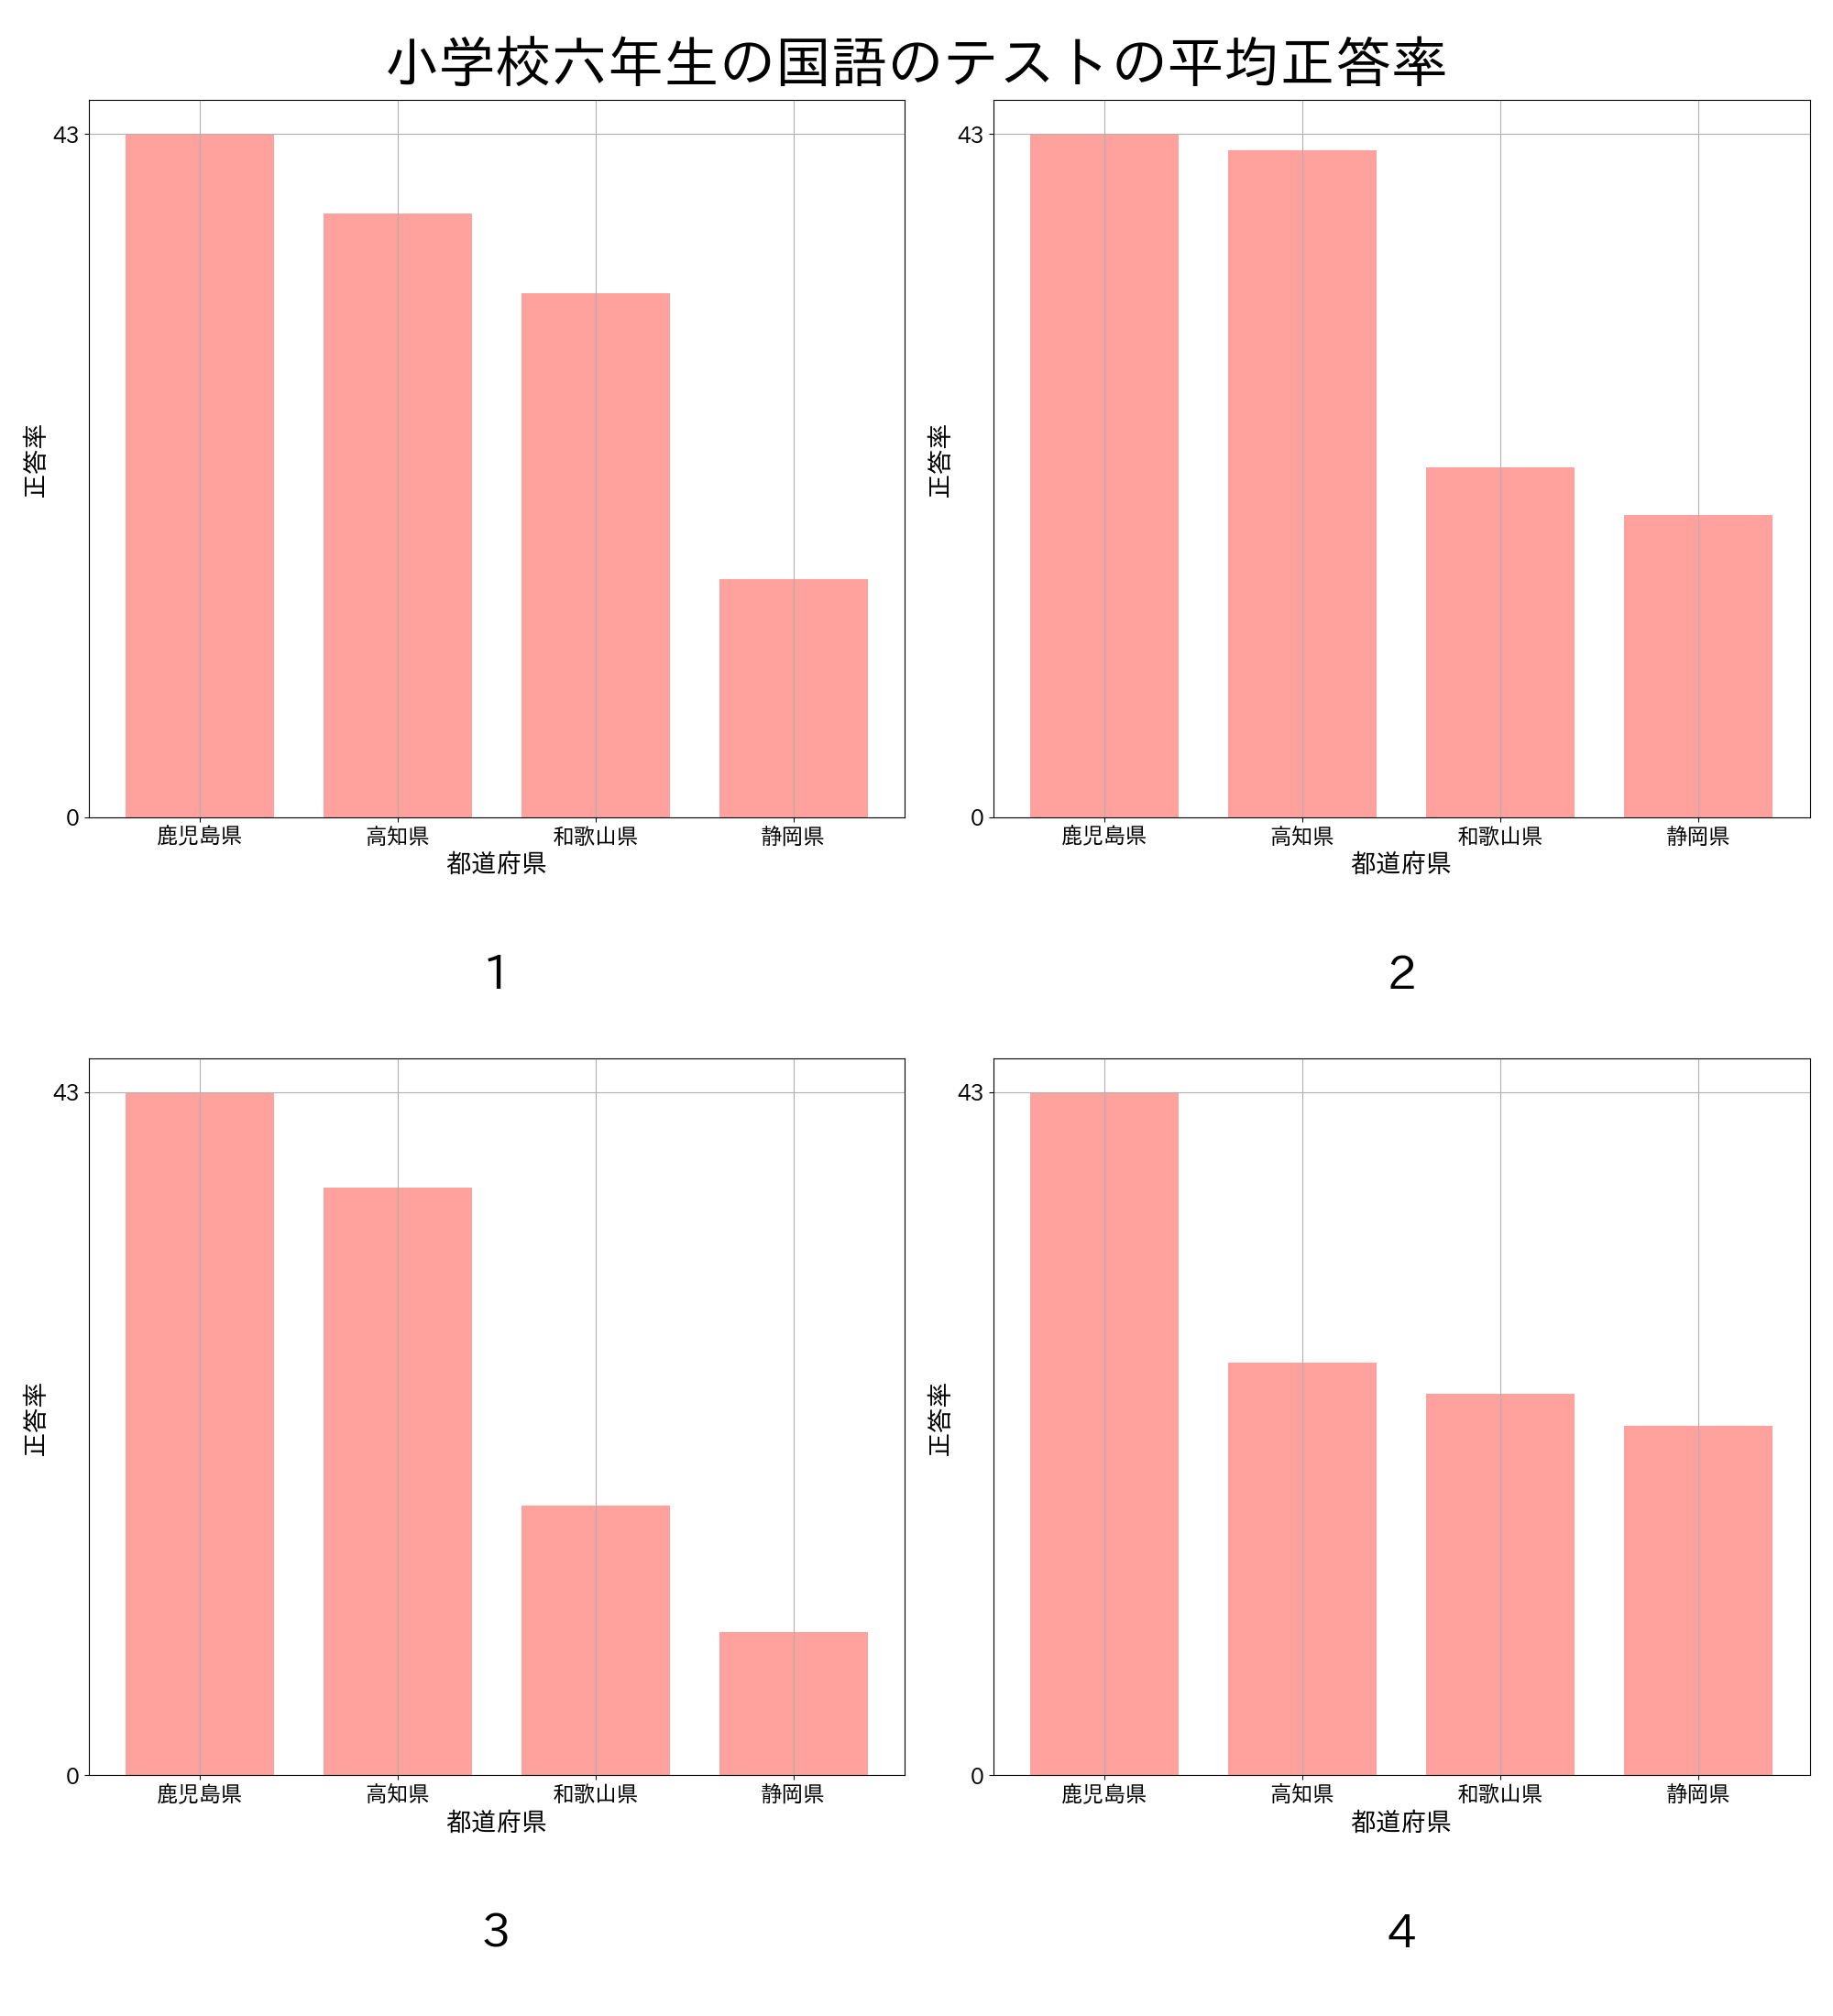 小学校六年生の国語のテストの平均正答率
43
0
正答率
鹿児島県 高知県 和歌山県 静岡県
都道府県
1
43
0
正答率
鹿児島県 高知県 和歌山県 静岡県
都道府県
2
43
0
正答率
鹿児島県 高知県 和歌山県 静岡県
都道府県
3
43
0
正答率
鹿児島県 高知県 和歌山県 静岡県
都道府県
4